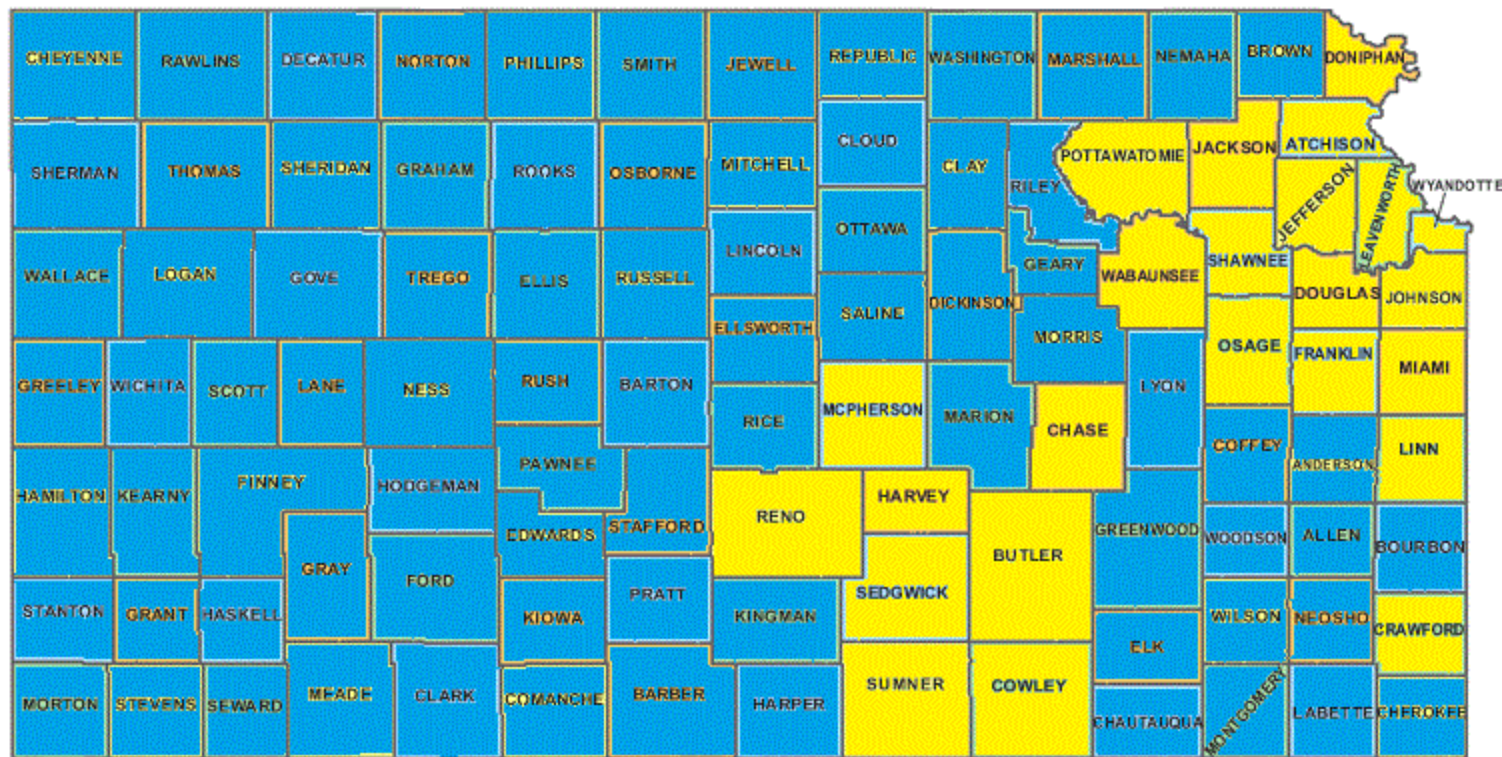 CHEYENNE
RAWLINS
DECATUR
NORTON
PHILLIPS
SMITH
JEWELL
REPUBLIC
WASHINGTON
MARSHALL
NEMAHA
BROWN
DONIPHAN
SHERMAN
THOMAS
SHERIDAN
GRAHAM
ROOKS
OSBORNE
MITCHELL
CLOUD
CLAY
RILEY
POTTAWATOMIE
JACKSON
ATCHISON
JEFFERSON
LEAVENWORTH
WYANDOTTE
WALLACE
LOGAN
GOVE
TREGO
ELLIS
RUSSELL
LINCOLN
OTTAWA
SALINE
DICKINSON
GEARY
WABAUNSEE
SHAWNEE
DOUGLAS
JOHNSON
ELLSWORTH
MORRIS
OSAGE
FRANKLIN
MIAMI
GREELEY
WICHITA
SCOTT
LANE
NESS
RUSH
BARTON
RICE
MCPHERSON
MARION
CHASE
LYON
COFFEY
ANDERSON
LINN
HAMILTON
KEARNY
FINNEY
HODGEMAN
PAWNEE
EDWARDS
STAFFORD
RENO
HARVEY
BUTLER
GREENWOOD
WOODSON
ALLEN
BOURBON
GRAY
FORD
STANTON
GRANT
HASKELL
KIOWA
PRATT
KINGMAN
SEDGWICK
ELK
WILSON
NEOSHO
CRAWFORD
MORTON
STEVENS
SEWARD
MEADE
CLARK
COMANCHE
BARBER
HARPER
SUMNER
COWLEY
CHAUTAUQUA
MONTGOMERY
LABETTE
CHEROKEE